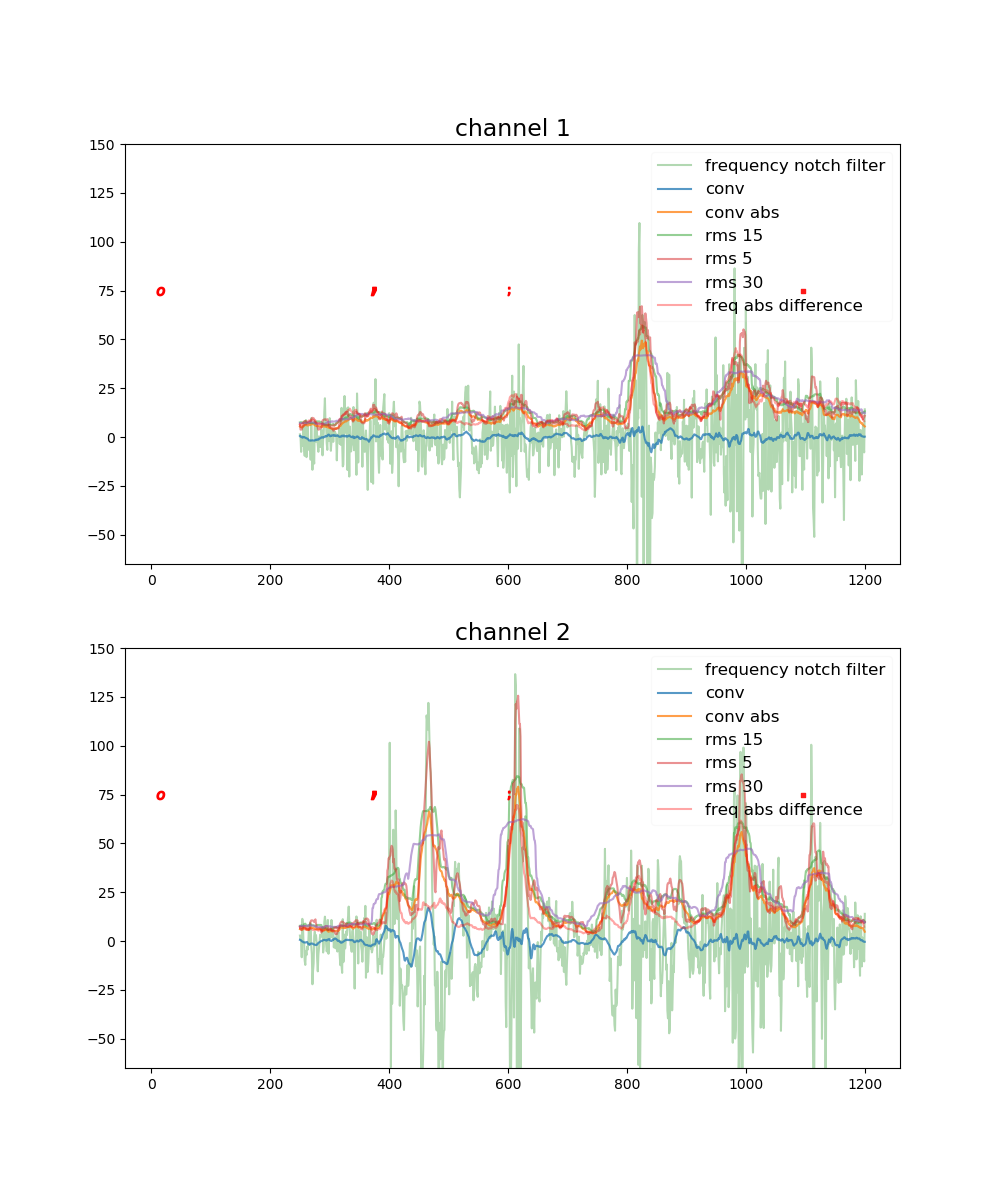 channel 1
150
125
100
75
50
25
0
−25
−50
frequency notch filter
conv
conv abs
rms 15
rms 5
rms 30
freq abs difference
o , ; .
0 200 400 600 800 1000 1200
channel 2
150
125
100
75
50
25
0
−25
−50
frequency notch filter
conv
conv abs
rms 15
rms 5
rms 30
freq abs difference
o , ; .
0 200 400 600 800 1000 1200